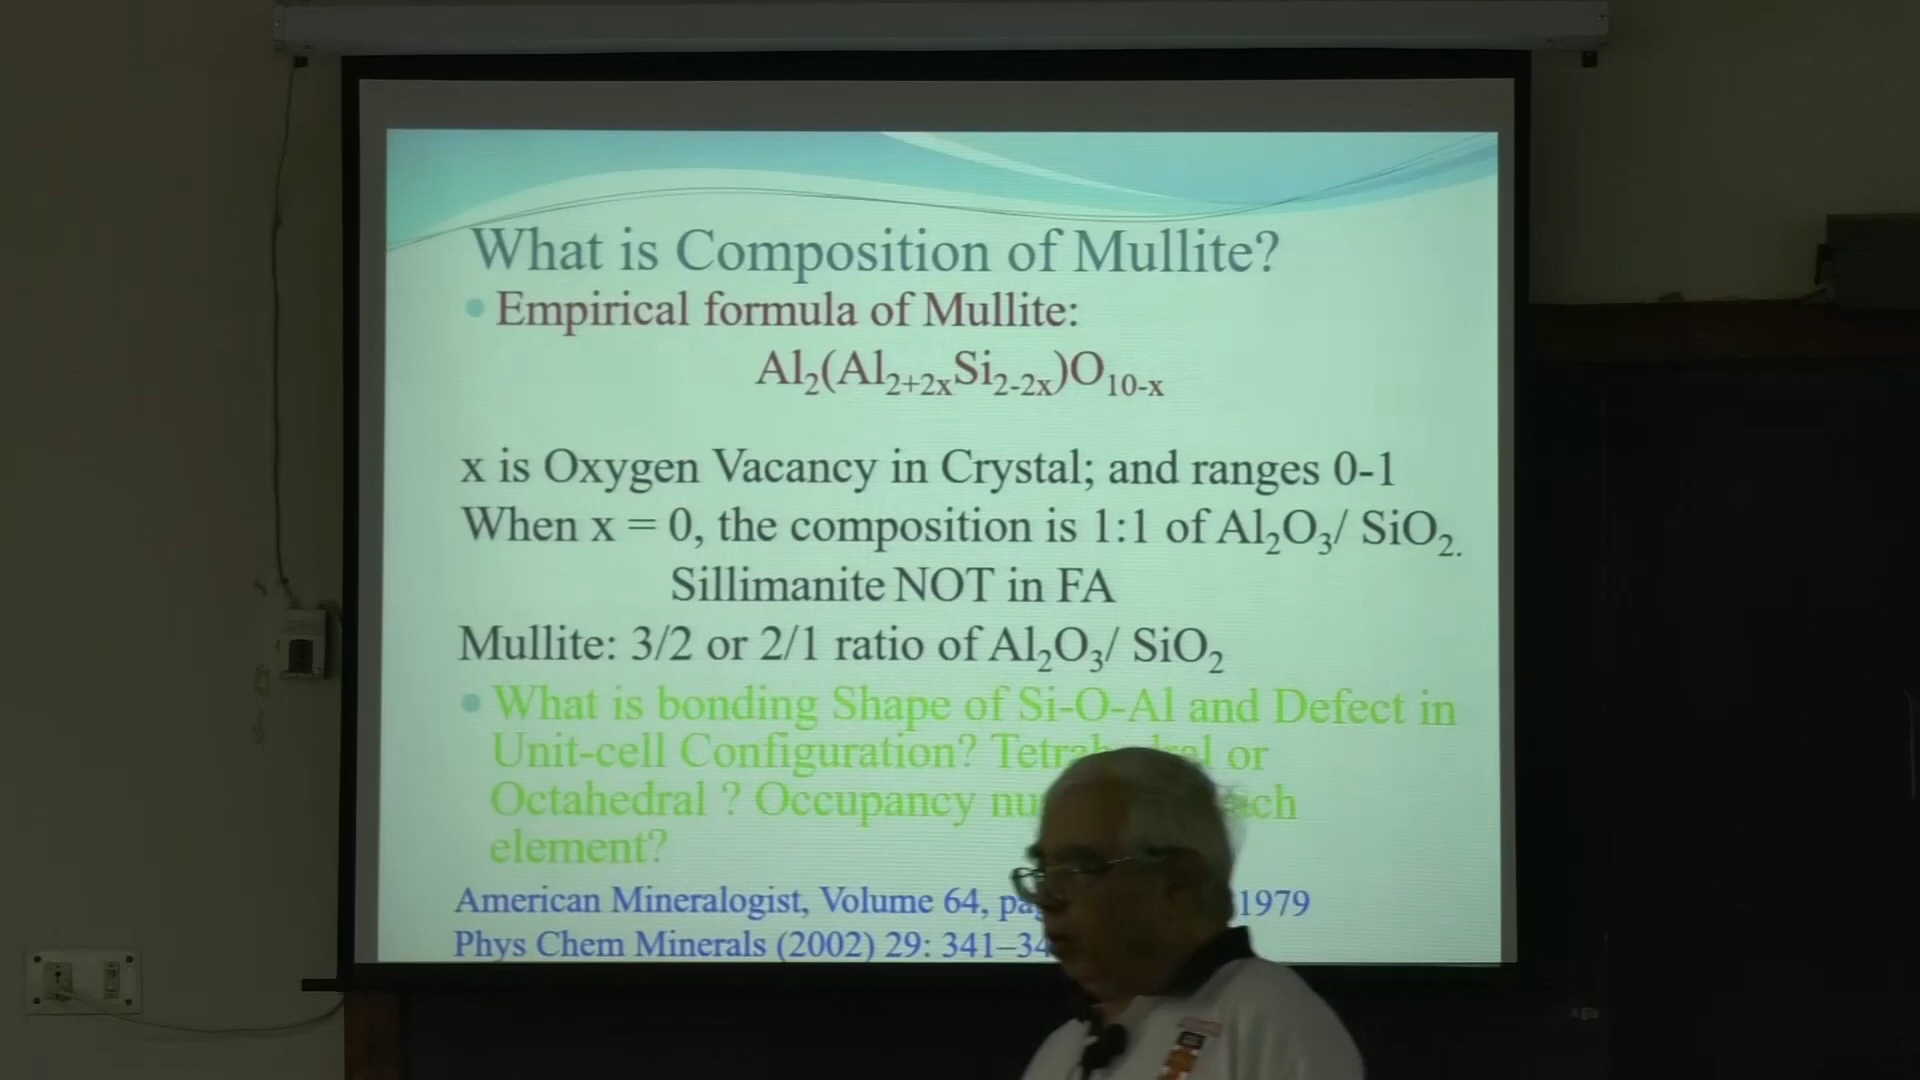 What is Composition of Mullite?
• Empirical formula of Mullite:
Al₂(Al₂₊₂ₓSi₂₋₂ₓ)O₁₀₋ₓ
x is Oxygen Vacancy in Crystal; and ranges 0-1
When x = 0, the composition is 1:1 of Al₂O₃/ SiO₂.
Sillimanite NOT in FA
Mullite: 3/2 or 2/1 ratio of Al₂O₃/ SiO₂
• What is bonding Shape of Si-O-Al and Defect in
Unit-cell Configuration? Tetrahedral or
Octahedral ? Occupancy
element?
American Mineralogist, Volume 64, 1979
Phys Chem Minerals (2002) 29: 341–34